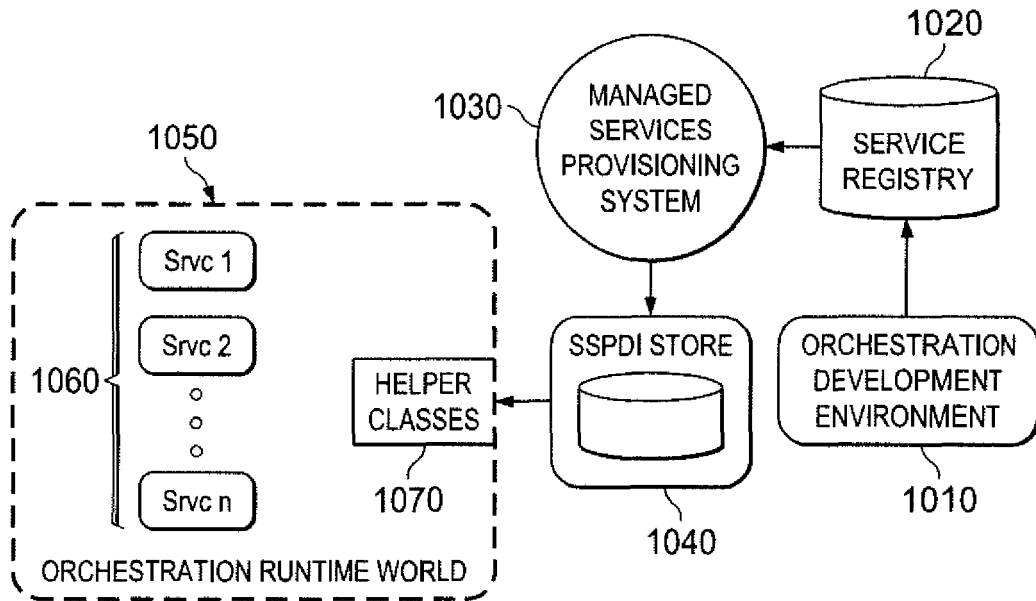 1020
MANAGED
SERVICES
PROVISIONING
SYSTEM
1030
SERVICE
REGISTRY
1050
Srvc 1
Srvc 2
1060
Srvc n
HELPER
CLASSES
1070
SSPDI STORE
1040
ORCHESTRATION
DEVELOPMENT
ENVIRONMENT
1010
ORCHESTRATION RUNTIME WORLD